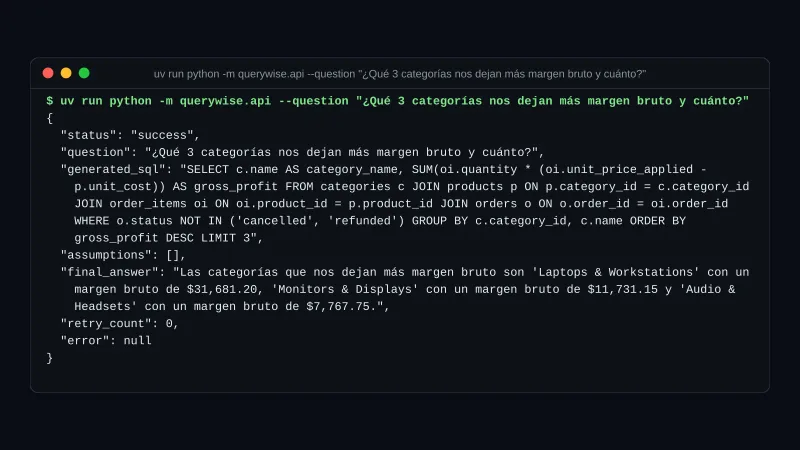 uv run python -m querywise.api --question "¿Qué 3 categorías nos dejan más margen bruto y cuánto?"
$ uv run python -m querywise.api --question "¿Qué 3 categorías nos dejan más margen bruto y cuánto?"
{
"status": "success",
"question": "¿Qué 3 categorías nos dejan más margen bruto y cuánto?",
"generated_sql": "SELECT c.name AS category_name, SUM(oi.quantity * (oi.unit_price_applied -
p.unit_cost)) AS gross_profit FROM categories c JOIN products p ON p.category_id = c.category_id
JOIN order_items oi ON oi.product_id = p.product_id JOIN orders o ON o.order_id = oi.order_id
WHERE o.status NOT IN ('cancelled', 'refunded') GROUP BY c.category_id, c.name ORDER BY
gross_profit DESC LIMIT 3",
"assumptions": [],
"final_answer": "Las categorías que nos dejan más margen bruto son 'Laptops & Workstations' con un
margen bruto de $31,681.20, 'Monitors & Displays' con un margen bruto de $11,731.15 y 'Audio &
Headsets' con un margen bruto de $7,767.75.",
"retry_count": 0,
"error": null
}